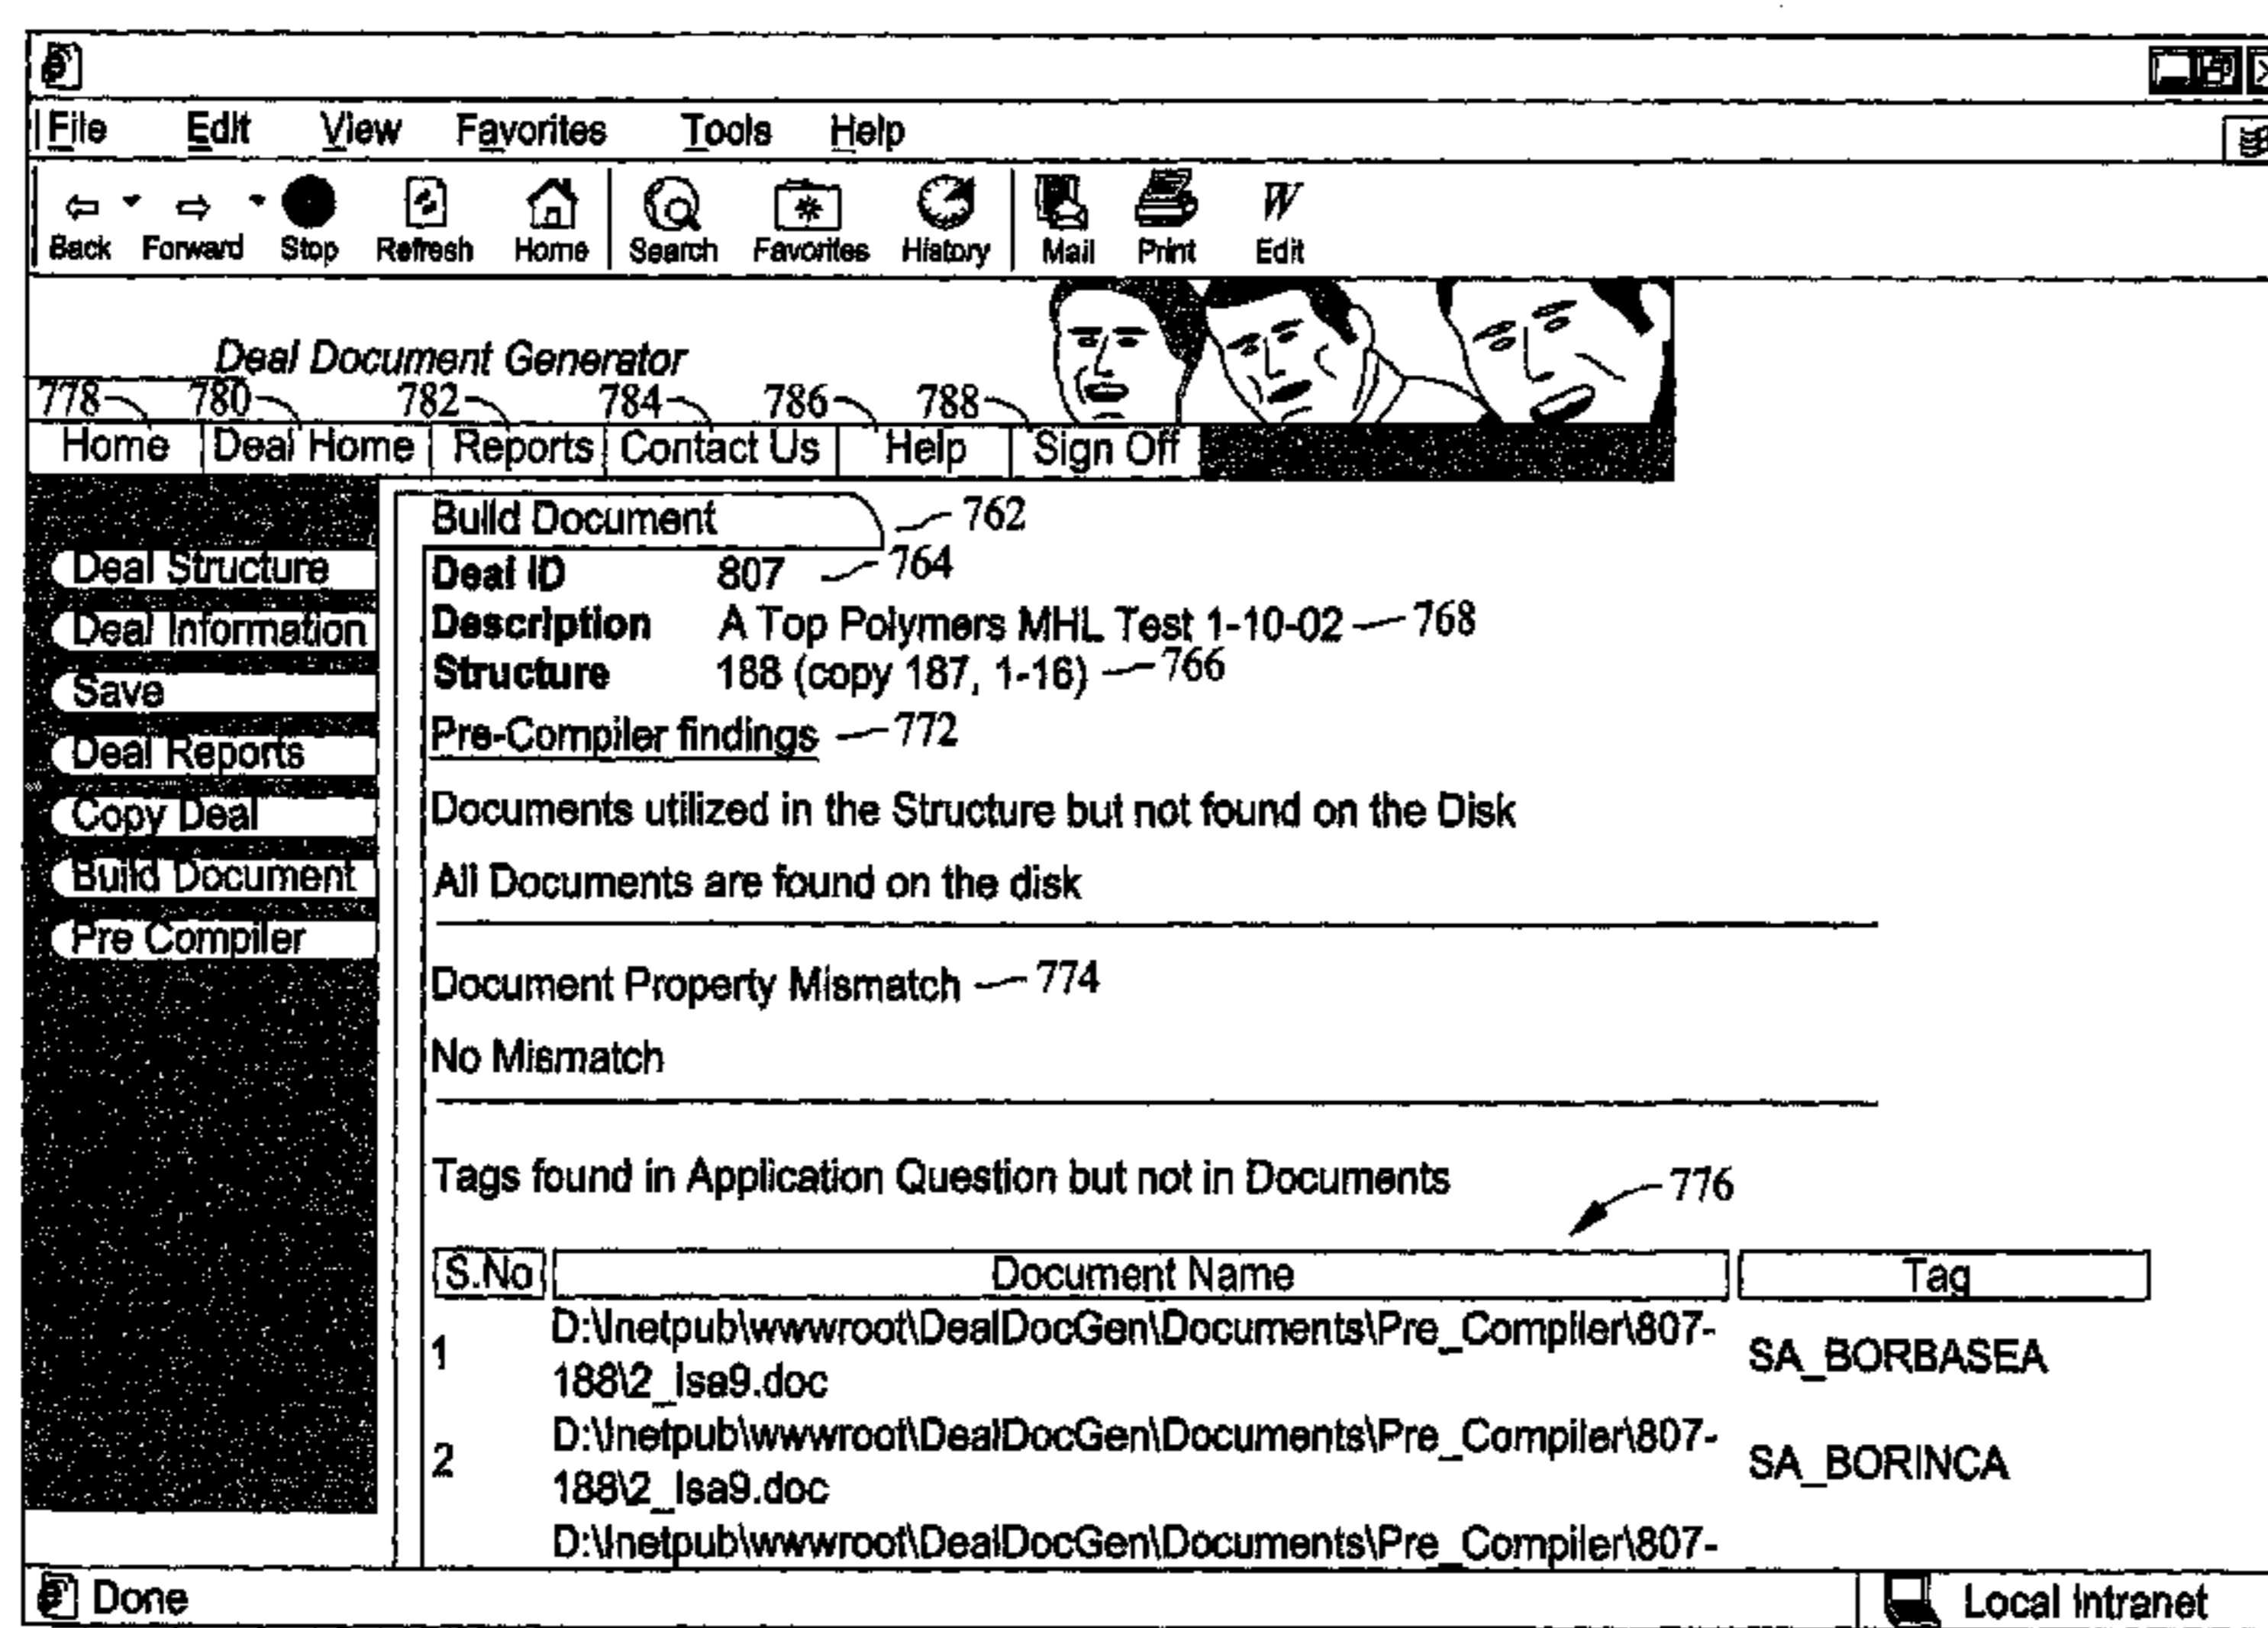 File Edit View Favorites Tools Help
Back Forward Stop Refresh Home Search Favorites History Mail Print Edit
Deal Document Generator
778 780 782 784 786 788
Home Deal Home Reports Contact Us Help Sign Off
Build Document 762
Deal Structure
Deal ID 807 764
Deal Information
Description A Top Polymers MHL Test 1-10-02 768
Structure 188 (copy 187, 1-16) 766
Save
Pre-Compiler findings 772
Deal Reports
Copy Deal
Documents utilized in the Structure but not found on the Disk
Build Document
All Documents are found on the disk
Pre Compiler
Document Property Mismatch 774
No Mismatch
Tags found in Application Question but not in Documents 776
S.No Document Name Tag
1 D:\Inetpub\wwwroot\DealDocGen\Documents\Pre_Compiler\807-
188\2_lsa9.doc SA_BORBASEA
2 D:\Inetpub\wwwroot\DealDocGen\Documents\Pre_Compiler\807-
188\2_lsa9.doc SA_BORINCA
D:\Inetpub\wwwroot\DealDocGen\Documents\Pre_Compiler\807-
Done Local intranet